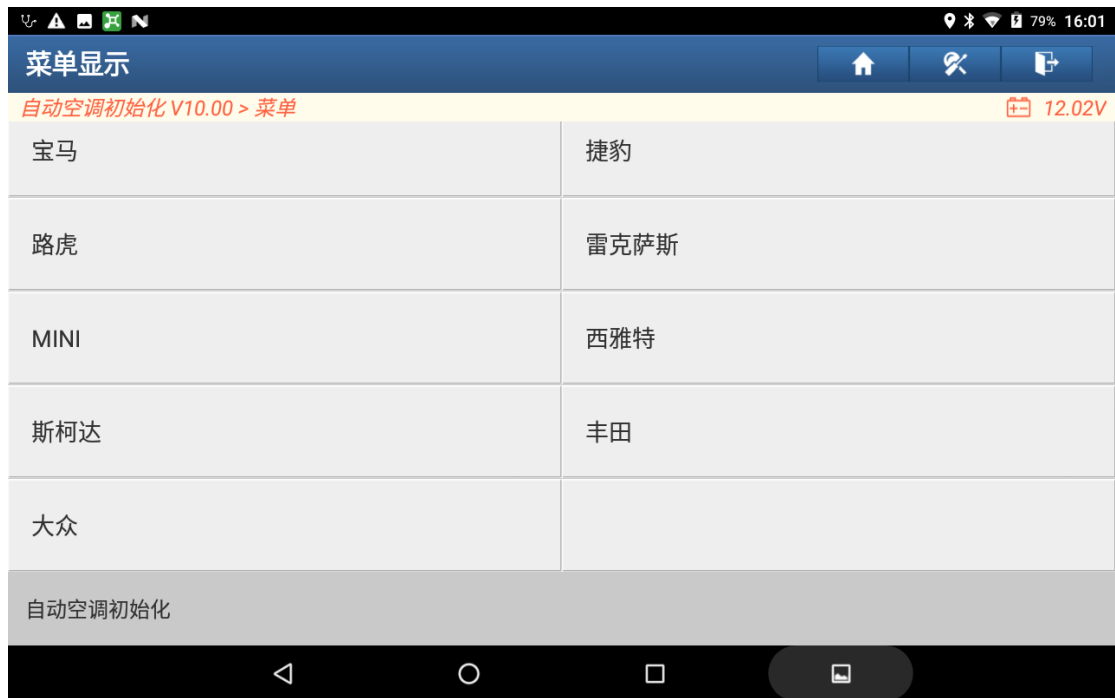 79% 16:01
菜单显示
自动空调初始化 V10.00 > 菜单 12.02V
宝马 捷豹
路虎 雷克萨斯
MINI 西雅特
斯柯达 丰田
大众
自动空调初始化